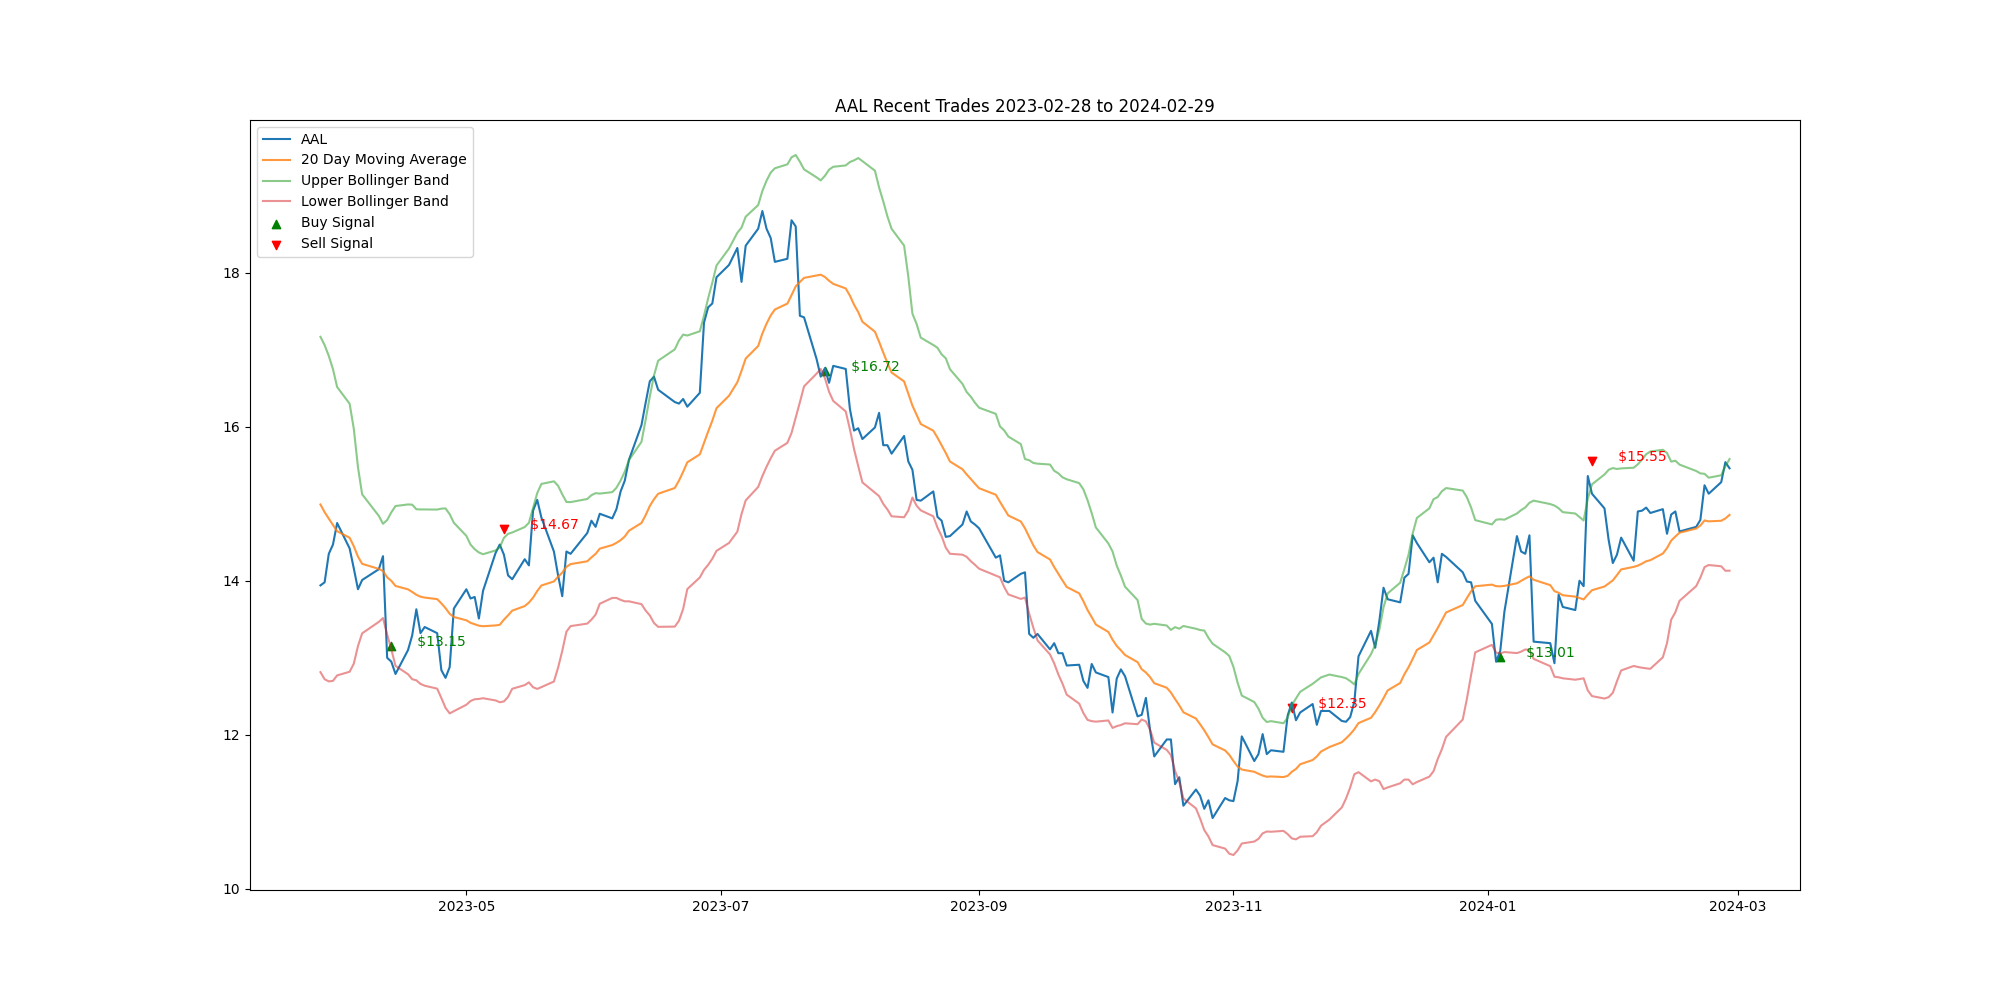 AAL Recent Trades 2023-02-28 to 2024-02-29
AAL
20 Day Moving Average
Upper Bollinger Band
Lower Bollinger Band
Buy Signal
Sell Signal
18
16
14
12
10
$16.72
$15.55
$14.67
$13.15
$13.01
$12.35
2023-05
2023-07
2023-09
2023-11
2024-01
2024-03